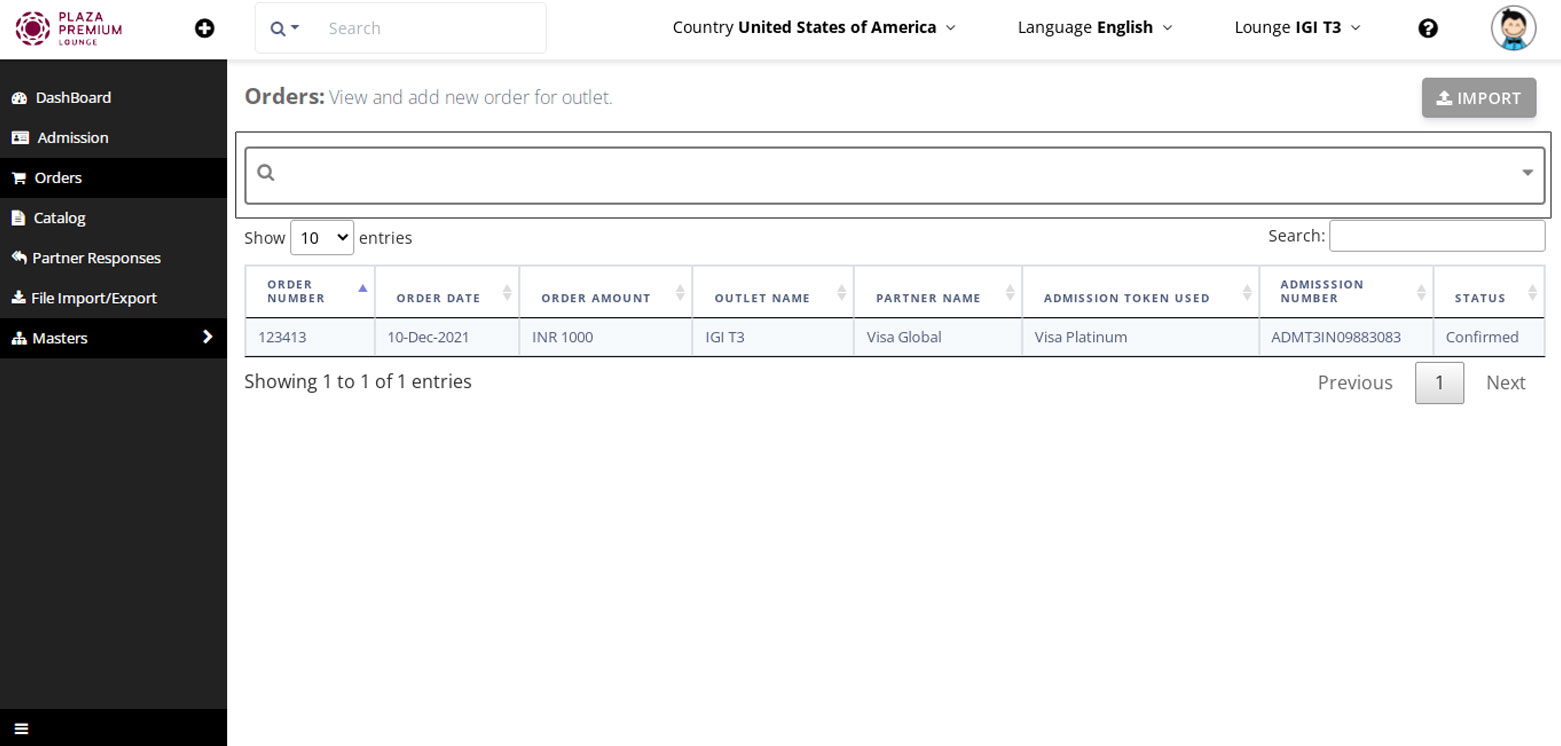 PLAZA
PREMIUM
LOUNGE
Search
Country United States of America
Language English
Lounge IGI T3
DashBoard
Admission
Orders
Catalog
Partner Responses
File Import/Export
Masters
Orders: View and add new order for outlet.
IMPORT
Show 10 entries
Search:
ORDER NUMBER ORDER DATE ORDER AMOUNT OUTLET NAME PARTNER NAME ADMISSION TOKEN USED ADMISSSION NUMBER STATUS
123413 10-Dec-2021 INR 1000 IGI T3 Visa Global Visa Platinum ADMT3IN09883083 Confirmed
Showing 1 to 1 of 1 entries
Previous 1 Next